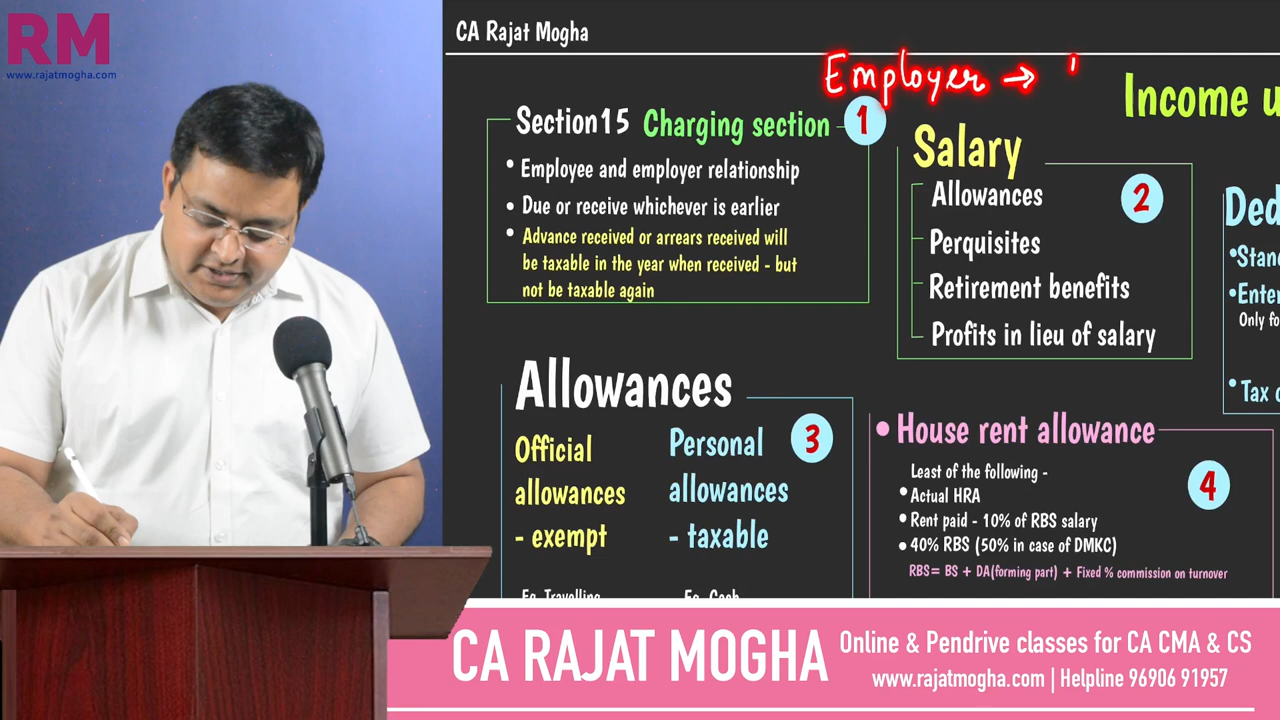 RM
www.rajatmogha.com
CA Rajat Mogha
Employer →
Income u
Section15 Charging section
1
• Employee and employer relationship
• Due or receive whichever is earlier
• Advance received or arrears received will
be taxable in the year when received - but
not be taxable again
Salary
Allowances
2
Perquisites
Retirement benefits
Profits in lieu of salary
Ded
•Stand
•Enter
Only fo
•Tax o
Allowances
3
Official
allowances
- exempt
Eg. Travelling
Personal
allowances
- taxable
Eg. Cash
• House rent allowance
4
Least of the following -
• Actual HRA
• Rent paid - 10% of RBS salary
• 40% RBS (50% in case of DMKC)
RBS= BS + DA(forming part) + Fixed % commission on turnover
CA RAJAT MOGHA
Online & Pendrive classes for CA CMA & CS
www.rajatmogha.com | Helpline 96906 91957